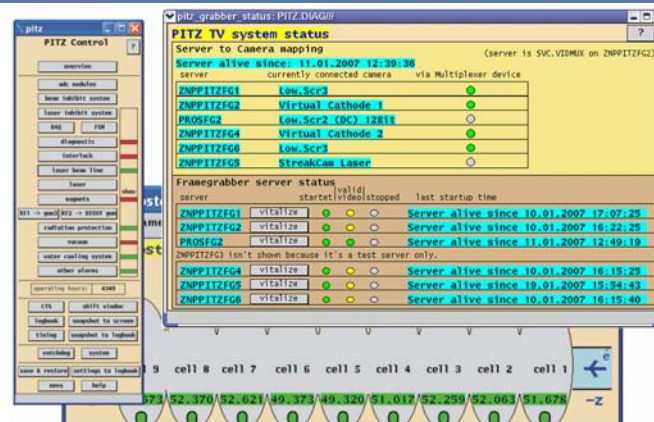 pitz
PITZ Control
?
overview
adc modules
beam inhibit system
laser inhibit system
DAQ FSM
diagnostic
interlock
laser beam line
laser
magnets
show
RF1 -> gun2 RF2 -> BESSY gun
radiation protection
vacuum
water cooling system
other alarms
operating hours: 4349
CTS shift window
logbook snapshot to screen
timing snapshot to logbook
watchdog system
save & restore settings to logbook
news help
pitz_grabber_status: PITZ.DIAG///
PITZ TV system status
?
Server to Camera mapping
(server is SVC.VIDMUX on ZNPPITZFG2)
Server alive since: 11.01.2007 12:39:36
server currently connected camera via Multiplexer device
ZNPPITZFG1 Low.Scr3
ZNPPITZFG2 Virtual Cathode 1
PROSFG2 Low.Scr2 (DC) 12Bit
ZNPPITZFG4 Virtual Cathode 2
ZNPPITZFG6 Low.Scr3
ZNPPITZFG5 StreakCam Laser
Framegrabber server status
server startet valid video stopped last startup time
ZNPPITZFG1 vitalize Server alive since 10.01.2007 17:07:25
ZNPPITZFG2 vitalize Server alive since 10.01.2007 16:22:25
PROSFG2 vitalize Server alive since 11.01.2007 12:49:19
ZNPPITZFG3 isn't shown because it's a test server only.
ZNPPITZFG4 vitalize Server alive since 10.01.2007 16:15:25
ZNPPITZFG5 vitalize Server alive since 19.01.2007 15:54:43
ZNPPITZFG6 vitalize Server alive since 10.01.2007 16:15:40
9 cell 8 cell 7 cell 6 cell 5 cell 4 cell 3 cell 2 cell 1
e
573 52.370 52.621 49.373 49.320 51.017 52.259 52.063 51.678
-z